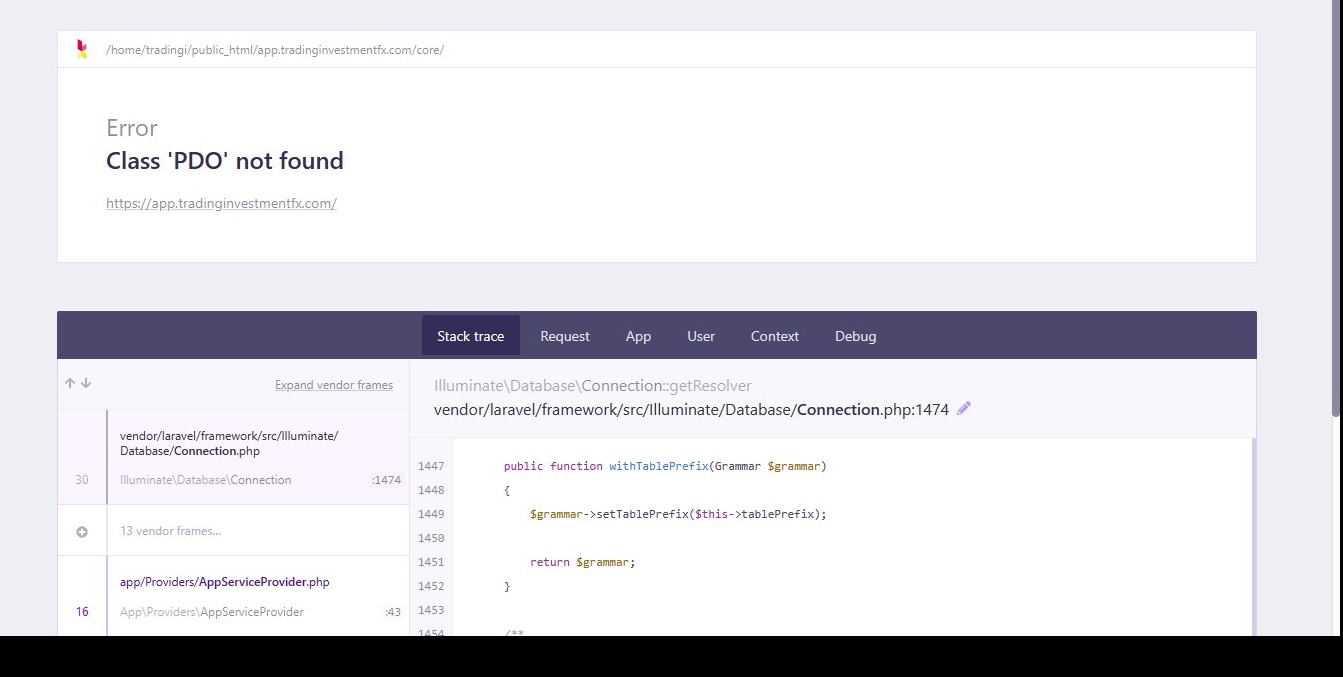 /home/tradingi/public_html/app.tradinginvestmentfx.com/core/
Error
Class 'PDO' not found
https://app.tradinginvestmentfx.com/
Stack trace Request App User Context Debug
Expand vendor frames
vendor/laravel/framework/src/Illuminate/
Database/Connection.php
30 Illuminate\Database\Connection :1474
13 vendor frames...
app/Providers/AppServiceProvider.php
16 App\Providers\AppServiceProvider :43
Illuminate\Database\Connection::getResolver
vendor/laravel/framework/src/Illuminate/Database/Connection.php:1474
1447 public function withTablePrefix(Grammar $grammar)
1448 {
1449 $grammar->setTablePrefix($this->tablePrefix);
1450
1451 return $grammar;
1452 }
1453
1454 /**